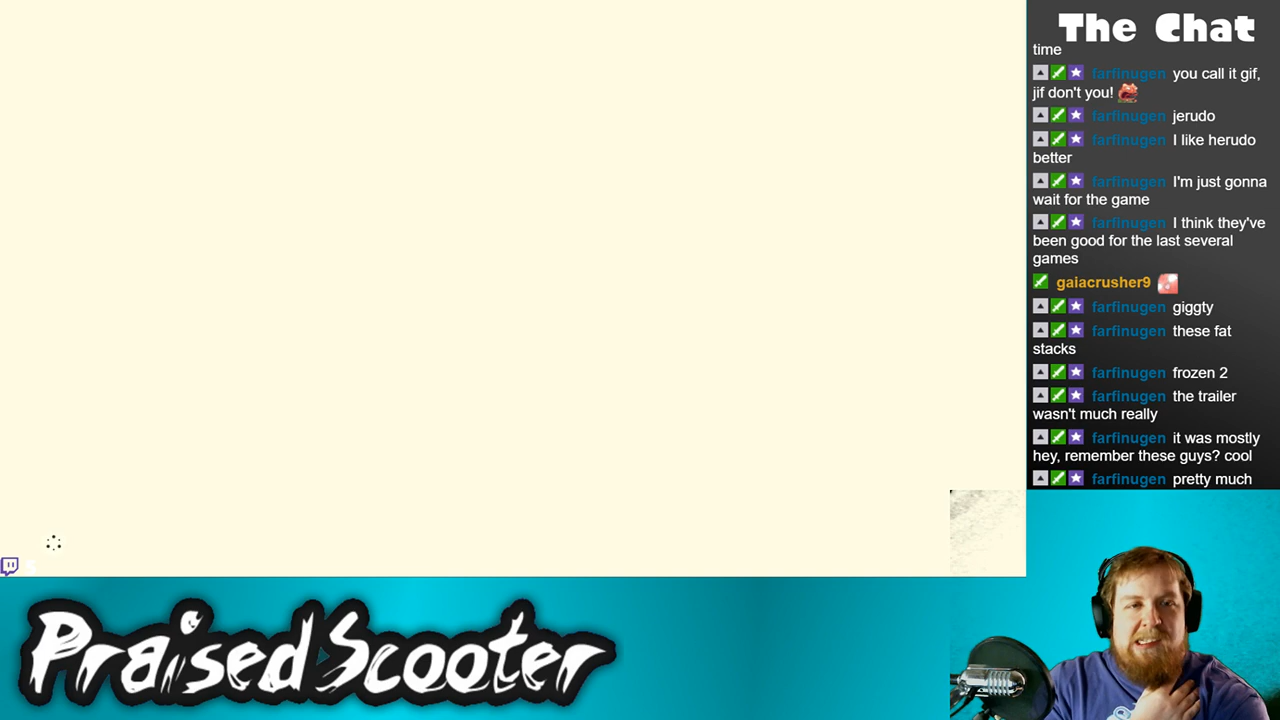 The Chat
time
farfinugen you call it gif,
jif don't you!
farfinugen jerudo
farfinugen I like herudo
better
farfinugen I'm just gonna
wait for the game
farfinugen I think they've
been good for the last several
games
gaiacrusher9
farfinugen giggty
farfinugen these fat
stacks
farfinugen frozen 2
farfinugen the trailer
wasn't much really
farfinugen it was mostly
hey, remember these guys? cool
farfinugen pretty much
PraisedScooter